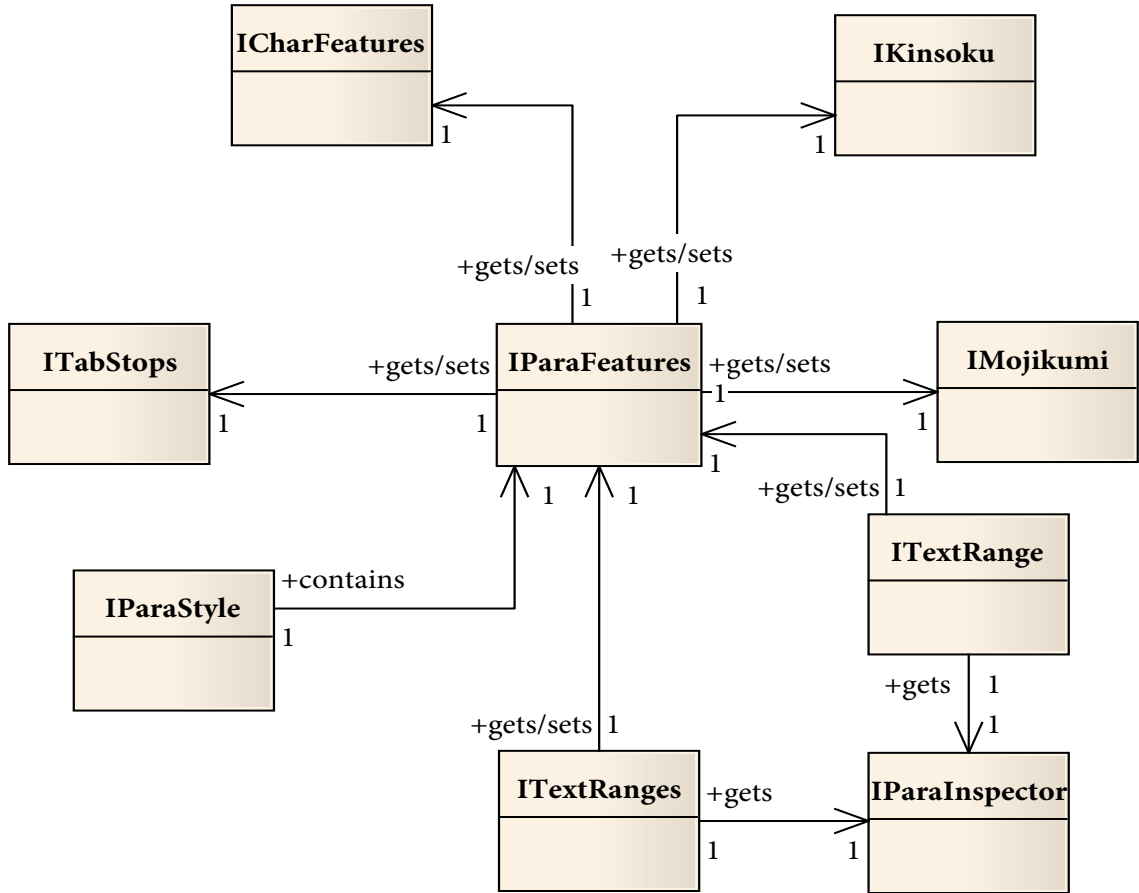 ICharFeatures
IKinsoku
1
1
+gets/sets
+gets/sets
1
1
ITabStops
+gets/sets
IParaFeatures
+gets/sets
IMojikumi
1
1
1
1
1
+gets/sets
1
1
1
ITextRange
+contains
IParaStyle
1
+gets
1
+gets/sets
1
1
ITextRanges
+gets
IParaInspector
1
1